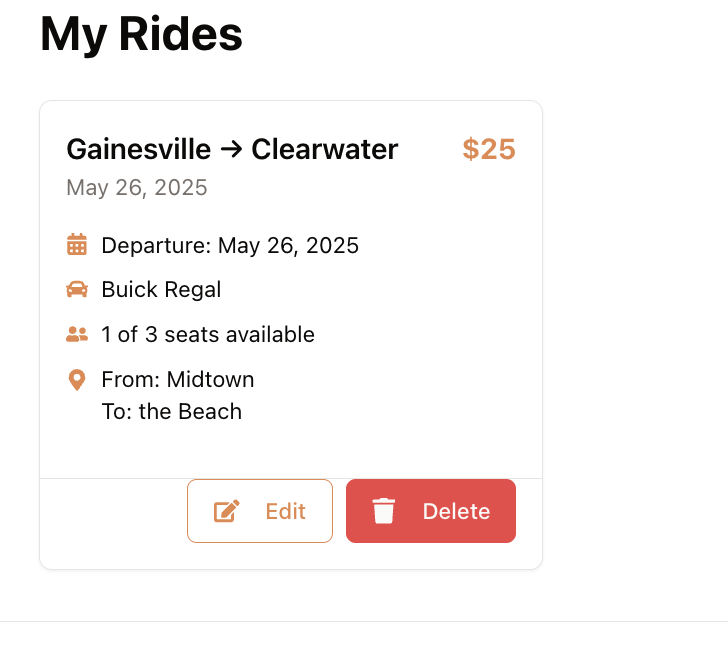 My Rides
Gainesville → Clearwater
$25
May 26, 2025
Departure: May 26, 2025
Buick Regal
1 of 3 seats available
From: Midtown
To: the Beach
Edit
Delete